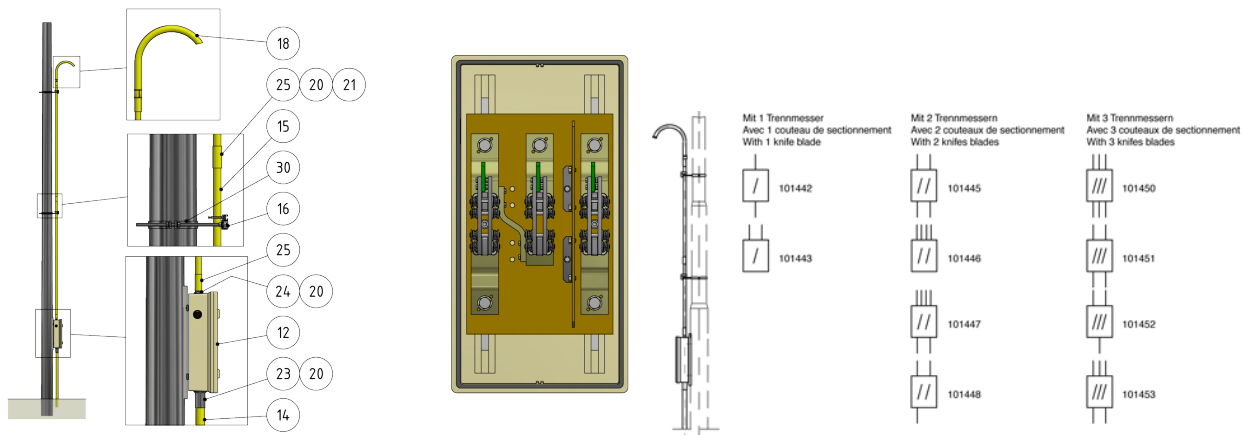 18
25 20 21
15
30
16
25
24 20
12
23 20
14
Mit 1 Trennmesser
Avec 1 couteau de sectionnement
With 1 knife blade
101442
101443
Mit 2 Trennmessern
Avec 2 couteaux de sectionnement
With 2 knifes blades
101445
101446
101447
101448
Mit 3 Trennmessern
Avec 3 couteaux de sectionnement
With 3 knifes blades
101450
101451
101452
101453